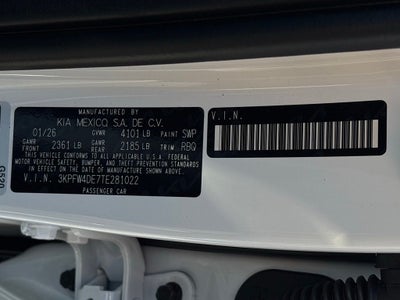 MANUFACTURED BY
KIA MEXICO S.A. DE C.V.
01/26 GVWR 4101 LB PAINT SWP
GAWR FRONT 2361 LB GAWR REAR 2185 LB TRIM: RBQ
THIS VEHICLE CONFORMS TO ALL APPLICABLE FEDERAL
MOTOR VEHICLE SAFETY, BUMPER, AND THEFT PREVENTION STANDARDS
IN EFFECT ON THE DATE OF MANUFACTURE SHOWN ABOVE.
V.I.N. 3KPFW4DE7TE281022
PASSENGER CAR
V.I.N.
G520